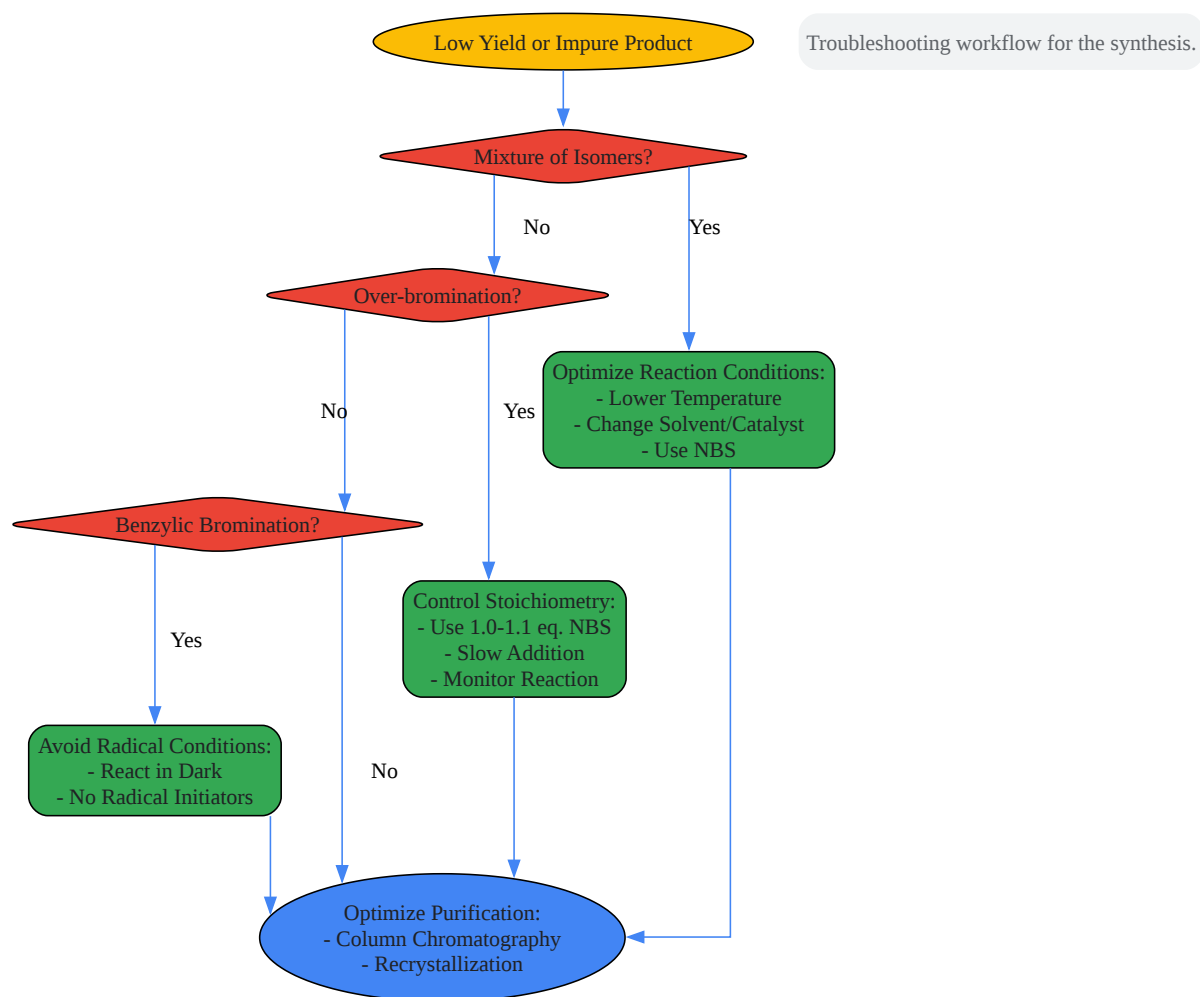 Low Yield or Impure Product
Troubleshooting workflow for the synthesis.
Mixture of Isomers?
No
Yes
Over-bromination?
Optimize Reaction Conditions:
- Lower Temperature
- Change Solvent/Catalyst
- Use NBS
No
Yes
Benzylic Bromination?
Control Stoichiometry:
- Use 1.0-1.1 eq. NBS
- Slow Addition
- Monitor Reaction
Yes
Avoid Radical Conditions:
- React in Dark
- No Radical Initiators
No
Optimize Purification:
- Column Chromatography
- Recrystallization